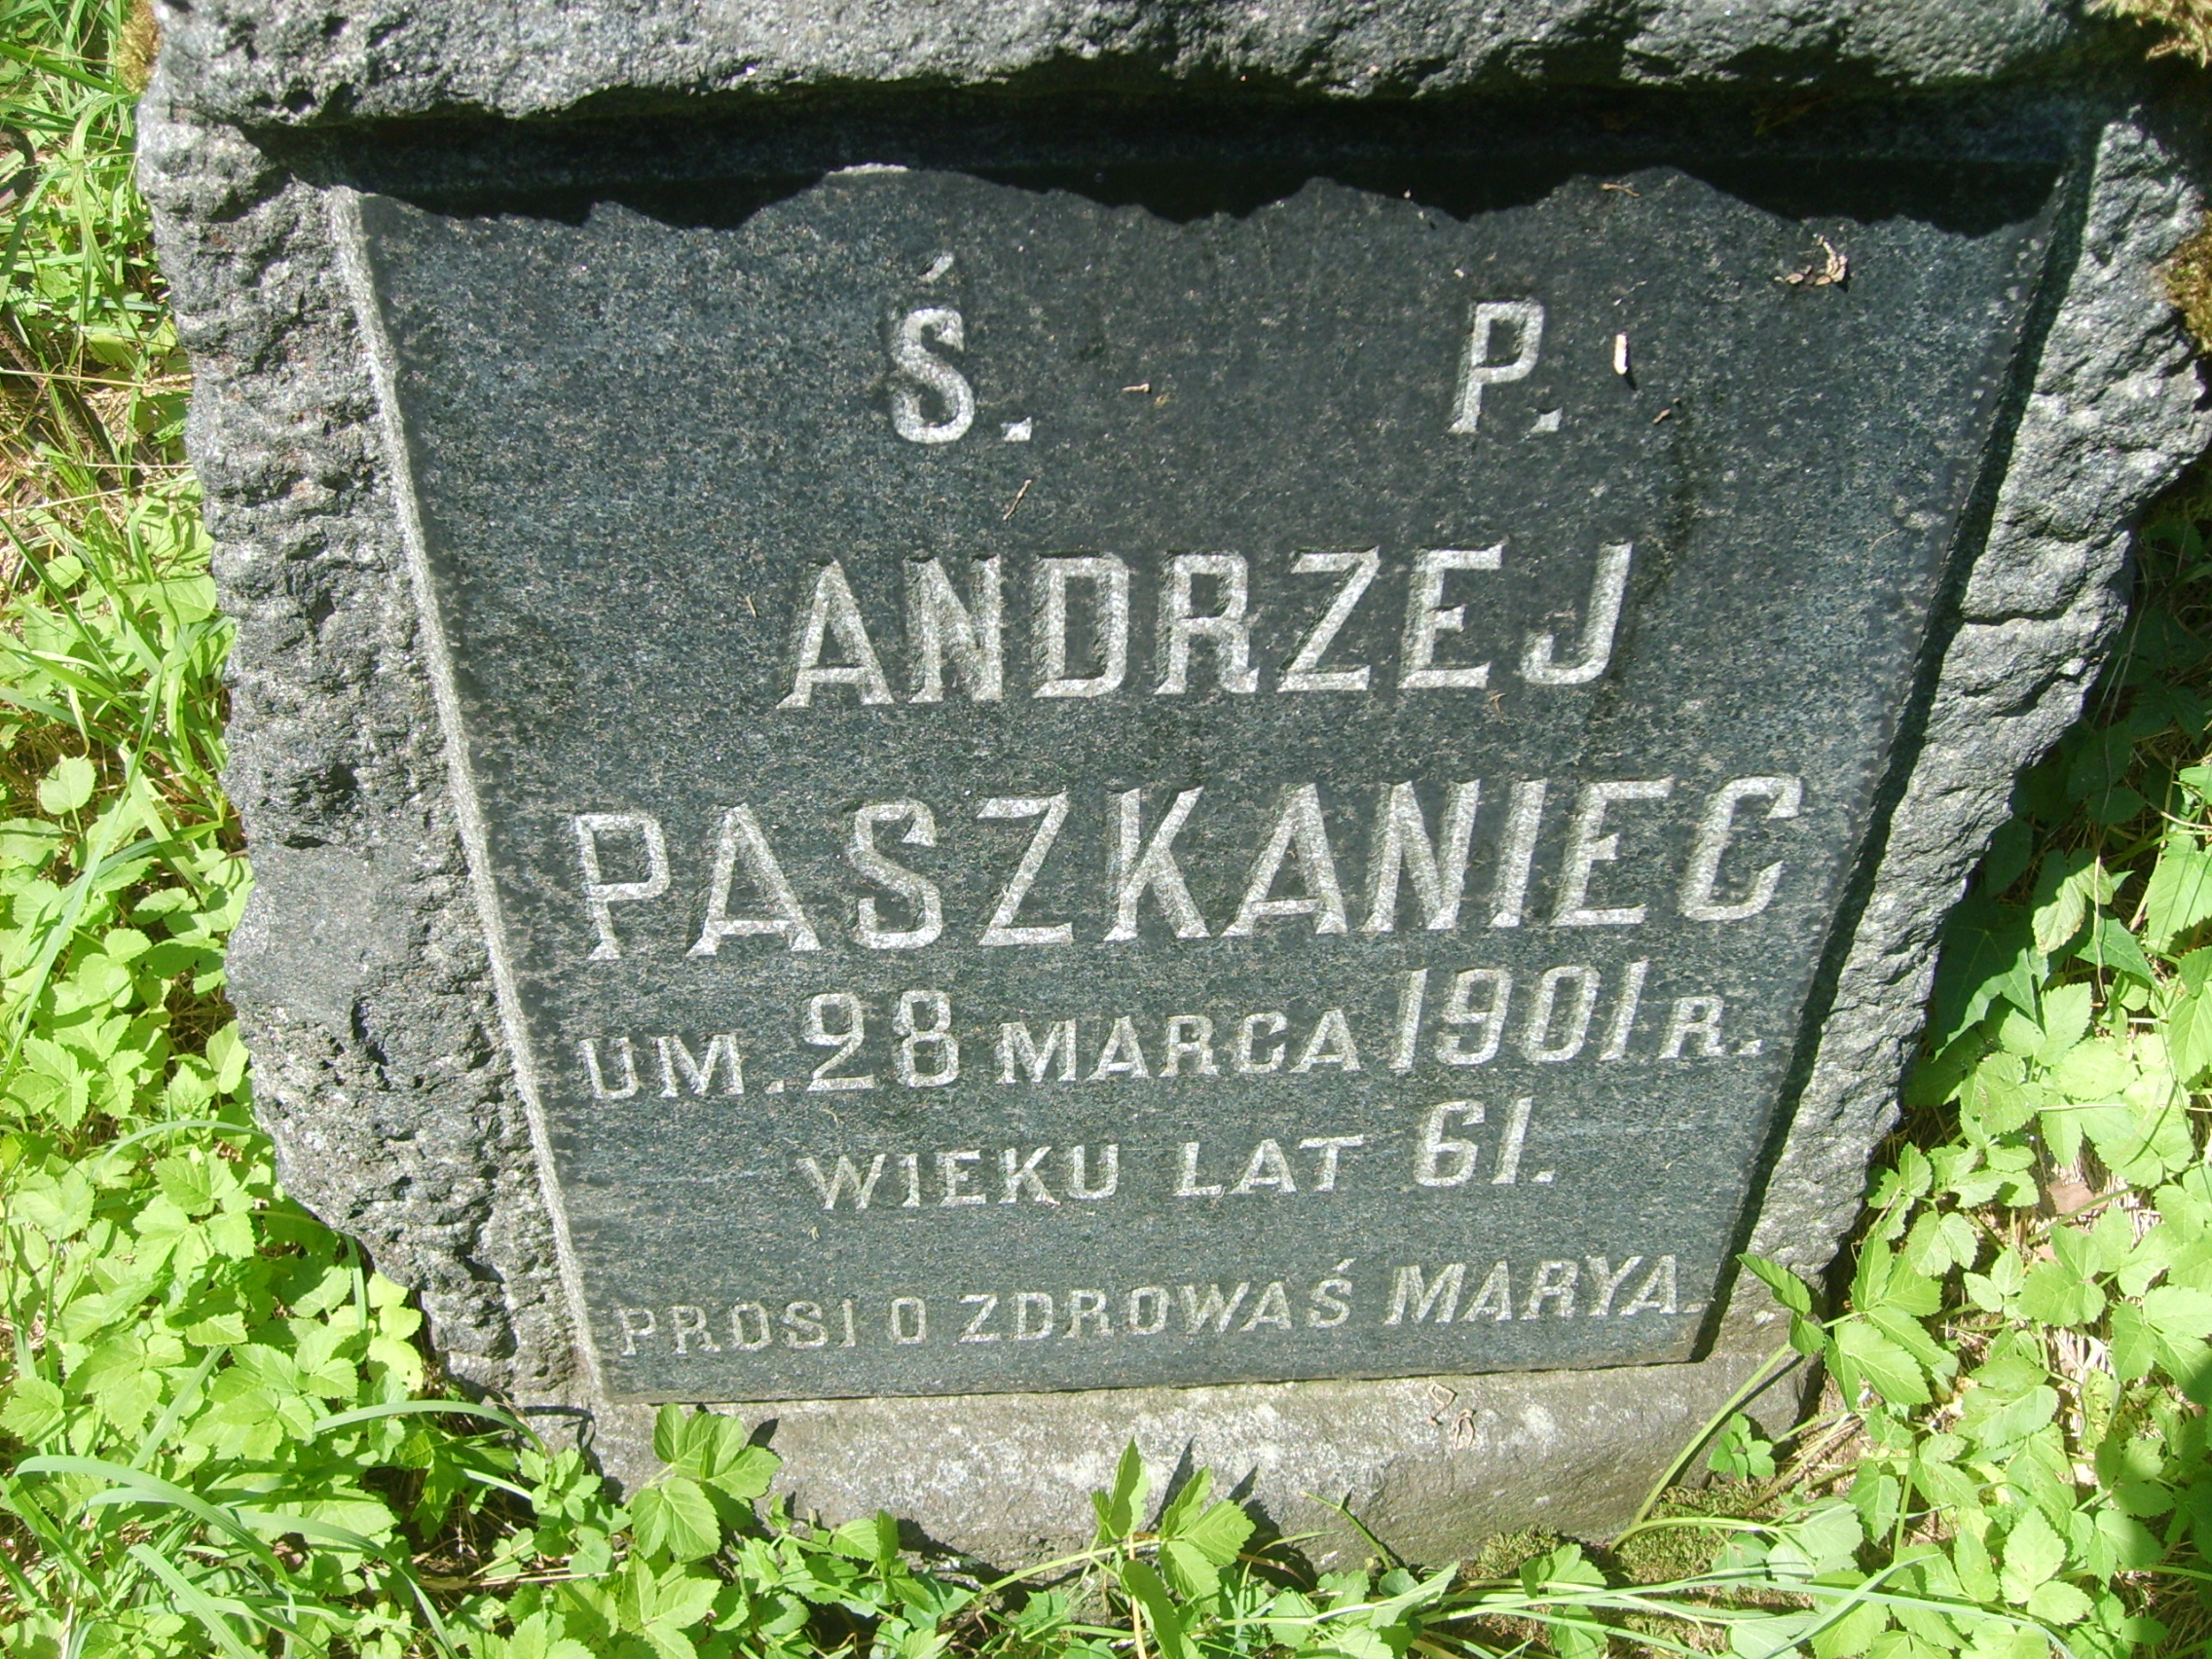 Ś. P.
ANDRZEJ
PASZKANIEC
UM. 28 MARCA 1901 R.
WIEKU LAT 61.
PROSI O ZDROWAŚ MARYA.